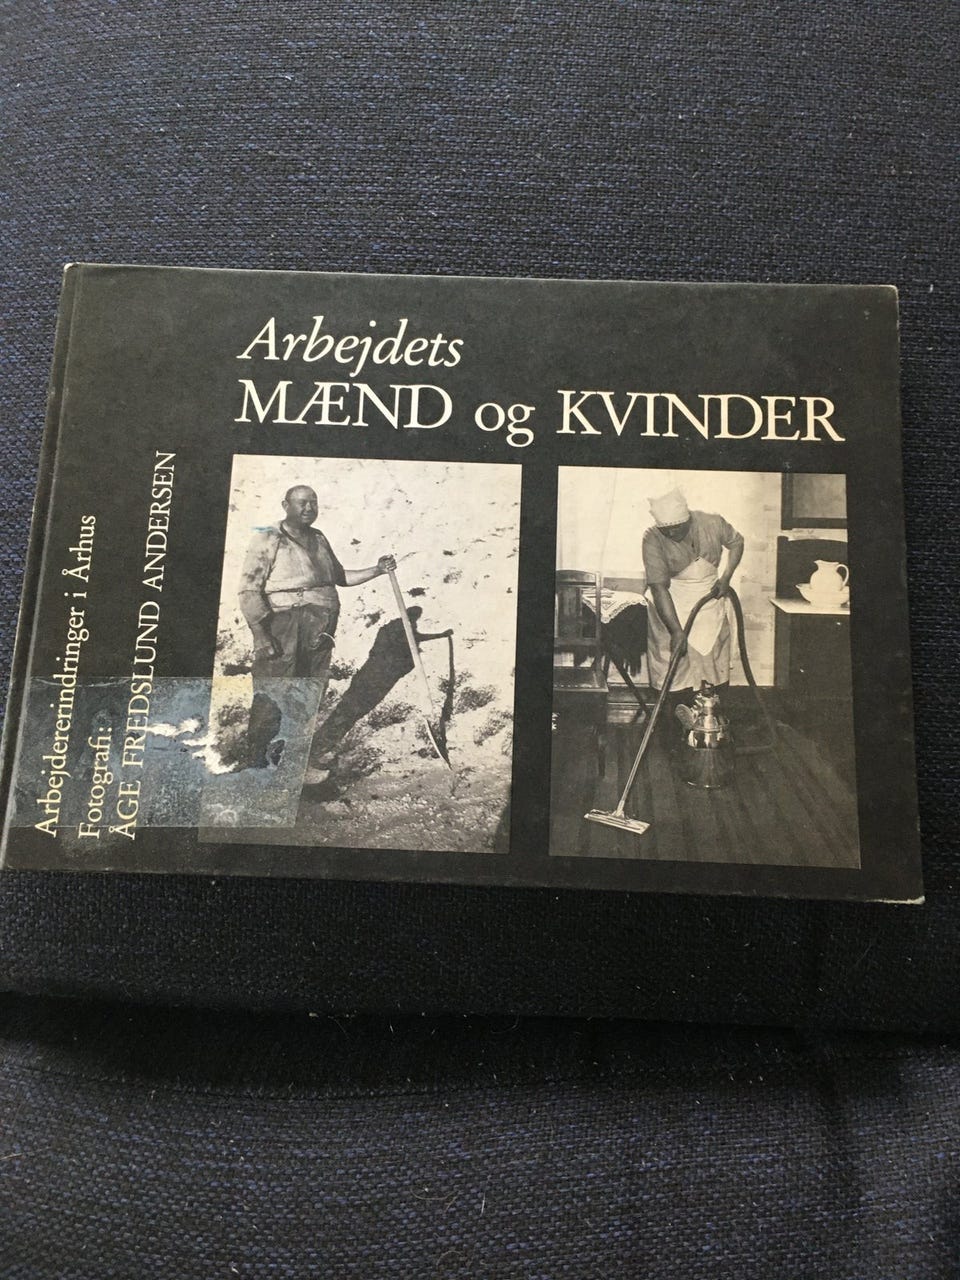 Arbejdets
MÆND og KVINDER
Arbejdererindringer i Århus
Fotografi:
ÅGE FREDSLUND ANDERSEN